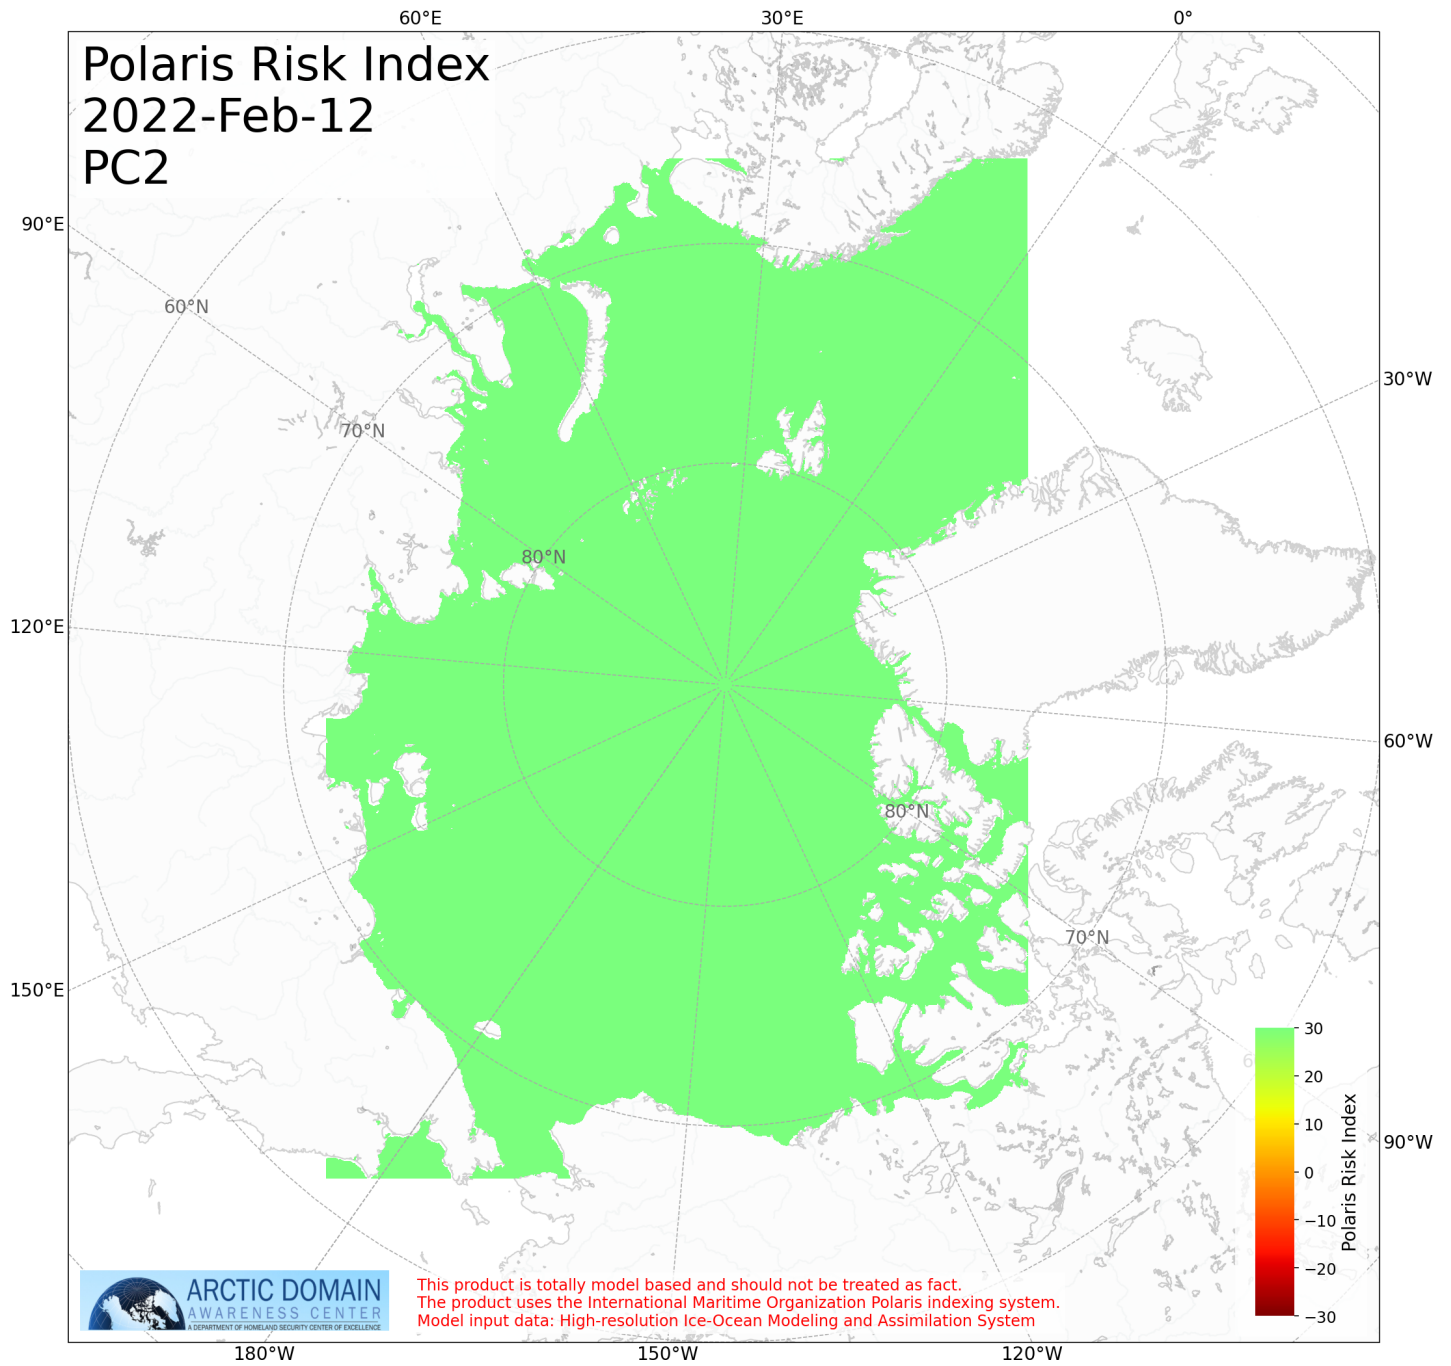 60°E
30°E
0°
Polaris Risk Index
2022-Feb-12
PC2
90°E
60°N
30°W
70°N
80°N
120°E
60°W
80°N
70°N
150°E
30
20
10
0
−10
−20
−30
Polaris Risk Index
90°W
ARCTIC DOMAIN
AWARENESS CENTER
A DEPARTMENT OF HOMELAND SECURITY CENTER OF EXCELLENCE
This product is totally model based and should not be treated as fact.
The product uses the International Maritime Organization Polaris indexing system.
Model input data: High-resolution Ice-Ocean Modeling and Assimilation System
180°W
150°W
120°W